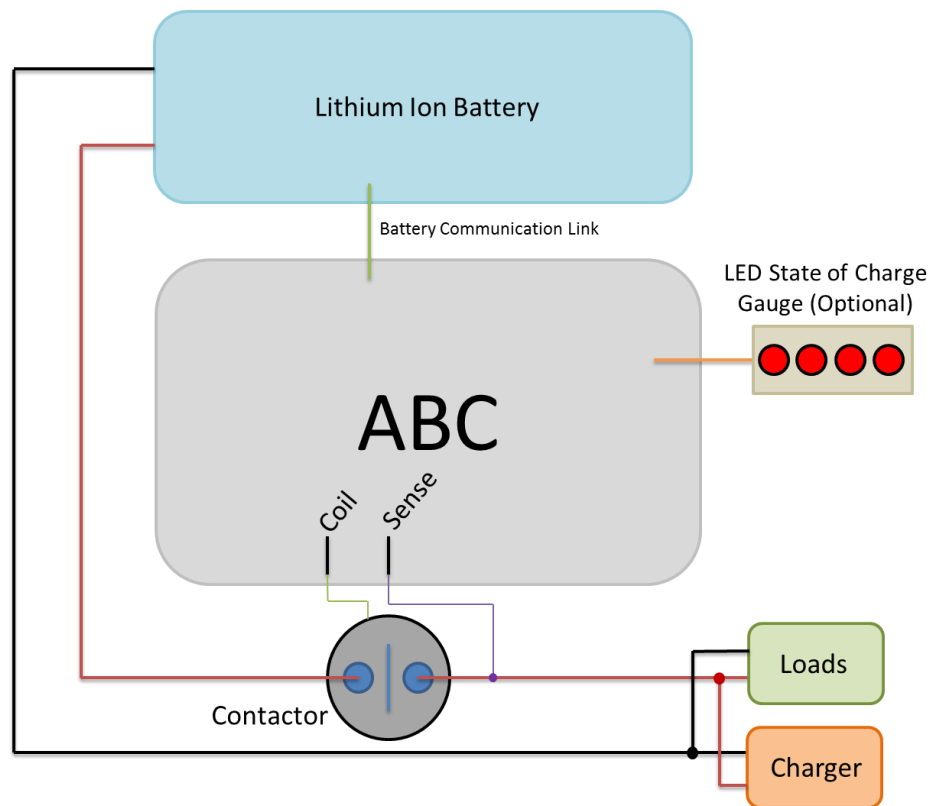 Lithium Ion Battery
Battery Communication Link
LED State of Charge
Gauge (Optional)
ABC
Coil
Sense
Contactor
Loads
Charger